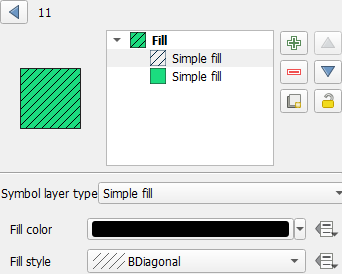 11
Fill
Simple fill
Simple fill
Symbol layer type Simple fill
Fill color
Fill style BDiagonal